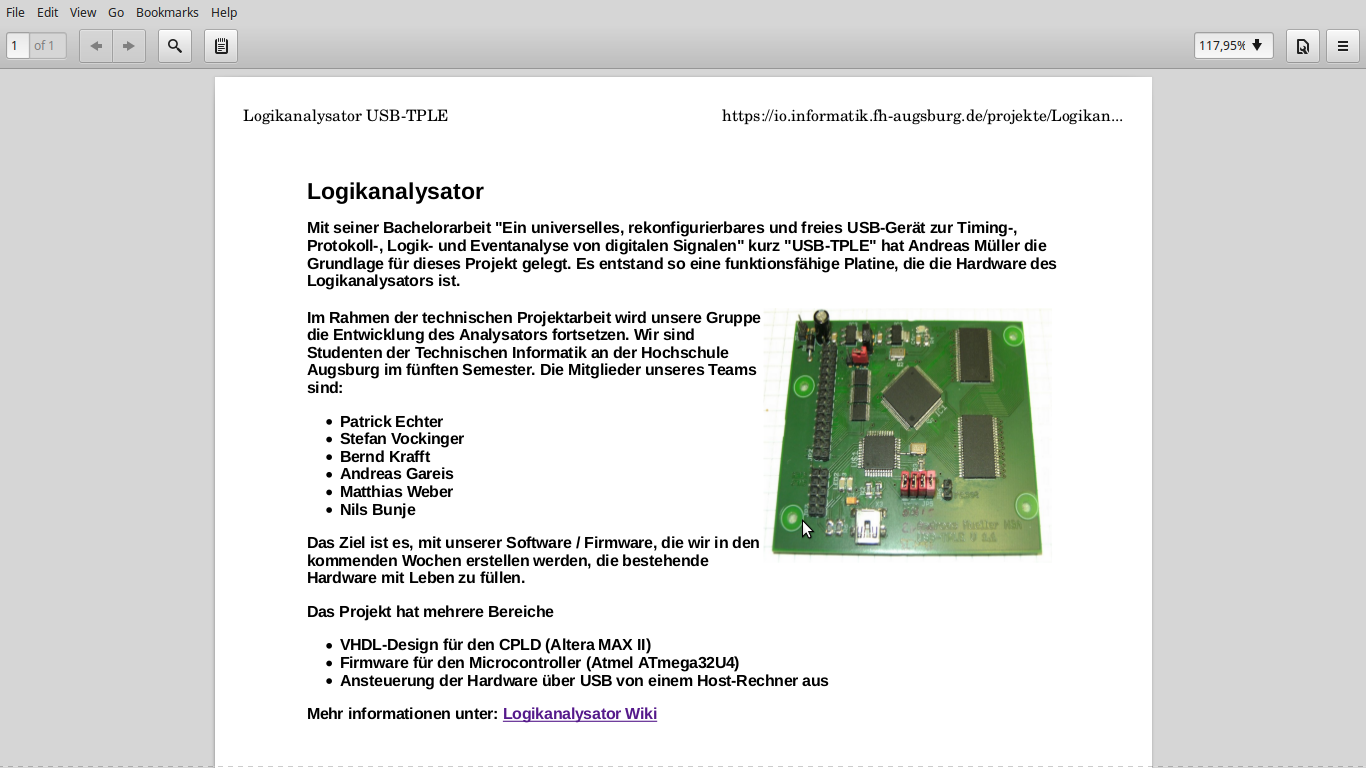 File Edit View Go Bookmarks Help
1 of 1 117,95%
Logikanalysator USB-TPLE https://io.informatik.fh-augsburg.de/projekte/Logikan...
Logikanalysator
Mit seiner Bachelorarbeit "Ein universelles, rekonfigurierbares und freies USB-Gerät zur Timing-,
Protokoll-, Logik- und Eventanalyse von digitalen Signalen" kurz "USB-TPLE" hat Andreas Müller die
Grundlage für dieses Projekt gelegt. Es entstand so eine funktionsfähige Platine, die die Hardware des
Logikanalysators ist.
Im Rahmen der technischen Projektarbeit wird unsere Gruppe
die Entwicklung des Analysators fortsetzen. Wir sind
Studenten der Technischen Informatik an der Hochschule
Augsburg im fünften Semester. Die Mitglieder unseres Teams
sind:
• Patrick Echter
• Stefan Vockinger
• Bernd Krafft
• Andreas Gareis
• Matthias Weber
• Nils Bunje
Das Ziel ist es, mit unserer Software / Firmware, die wir in den
kommenden Wochen erstellen werden, die bestehende
Hardware mit Leben zu füllen.
Das Projekt hat mehrere Bereiche
• VHDL-Design für den CPLD (Altera MAX II)
• Firmware für den Microcontroller (Atmel ATmega32U4)
• Ansteuerung der Hardware über USB von einem Host-Rechner aus
Mehr informationen unter: Logikanalysator Wiki